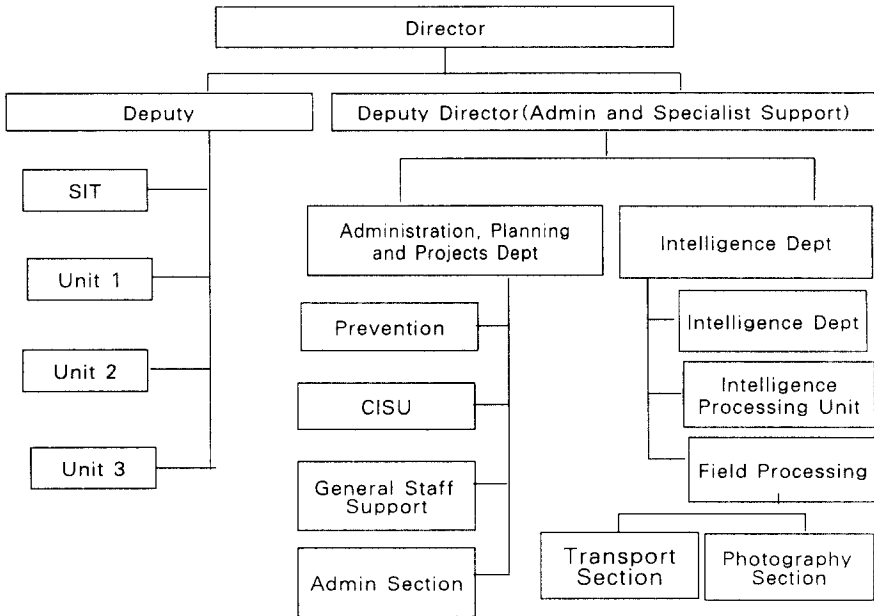 Director
Deputy
Deputy Director(Admin and Specialist Support)
SIT
Unit 1
Unit 2
Unit 3
Administration, Planning
and Projects Dept
Prevention
CISU
General Staff
Support
Admin Section
Intelligence Dept
Intelligence Dept
Intelligence
Processing Unit
Field Processing
Transport
Section
Photography
Section